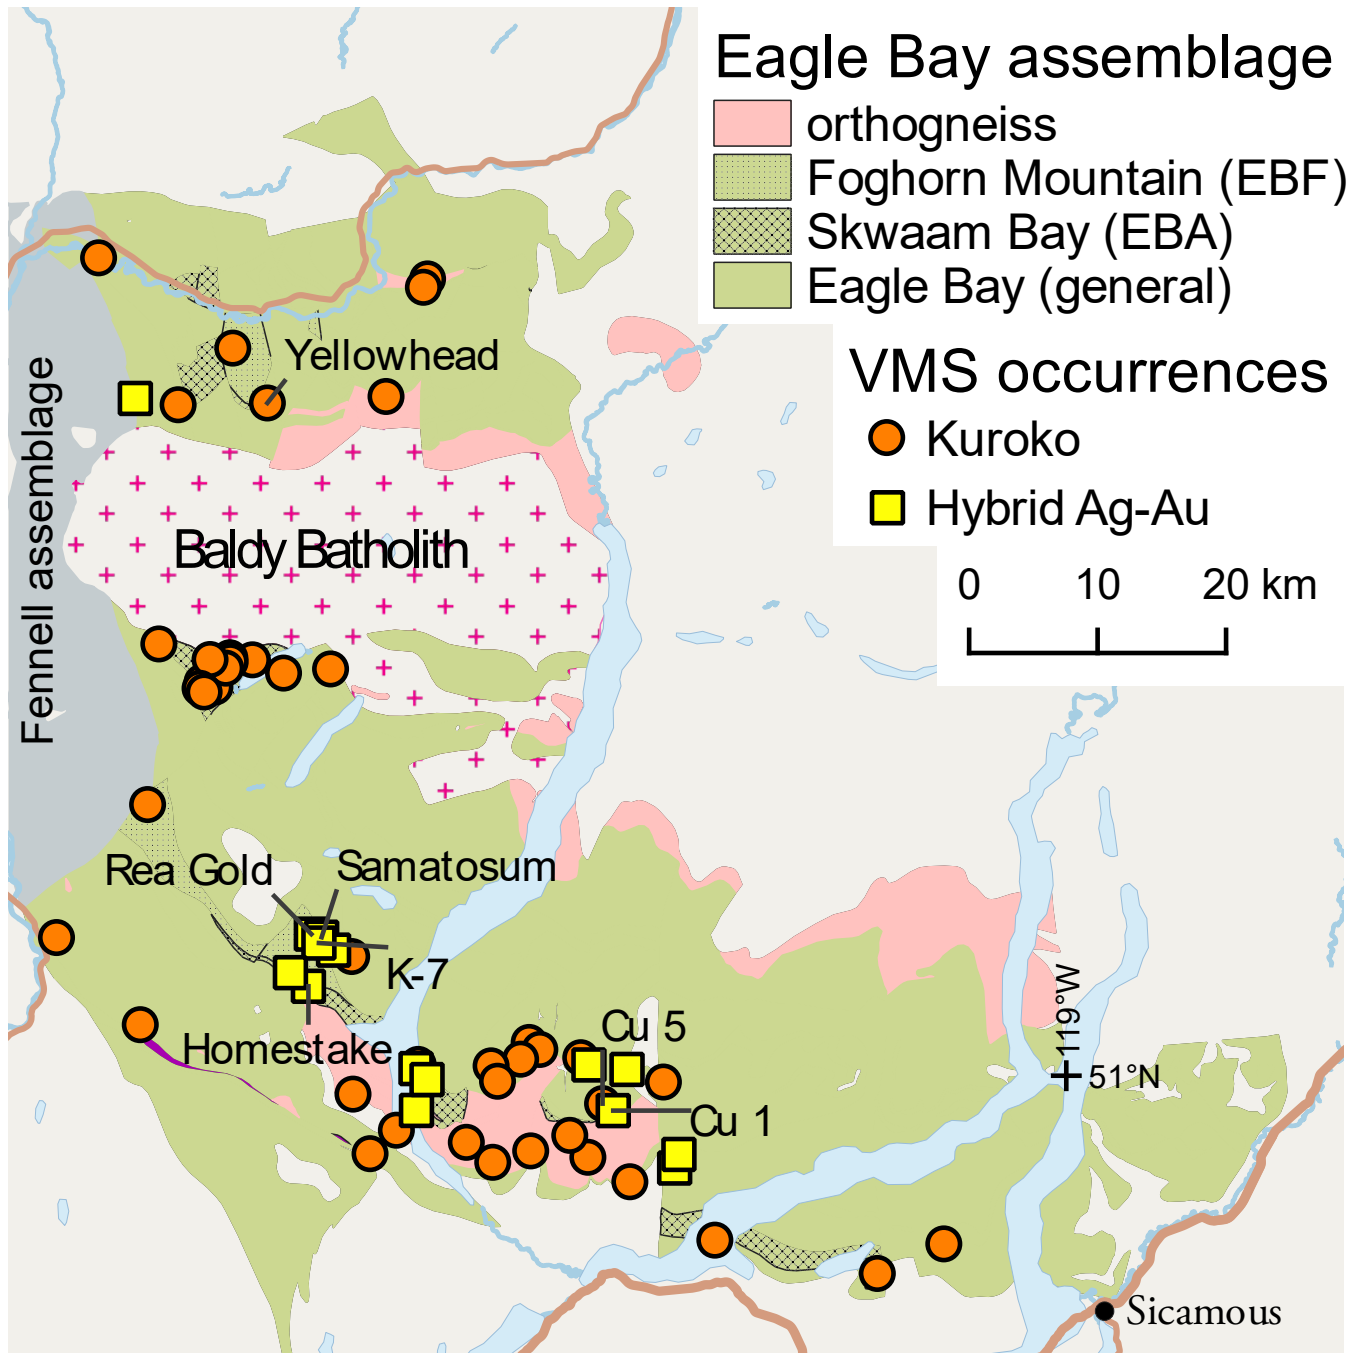 Eagle Bay assemblage
orthogneiss
Foghorn Mountain (EBF)
Skwaam Bay (EBA)
Eagle Bay (general)
VMS occurrences
Kuroko
Hybrid Ag-Au
0 10 20 km
Yellowhead
Fennell assemblage
Baldy Batholith
Rea Gold
Samatosum
K-7
Homestake
Cu 5
Cu 1
119°W
51°N
Sicamous